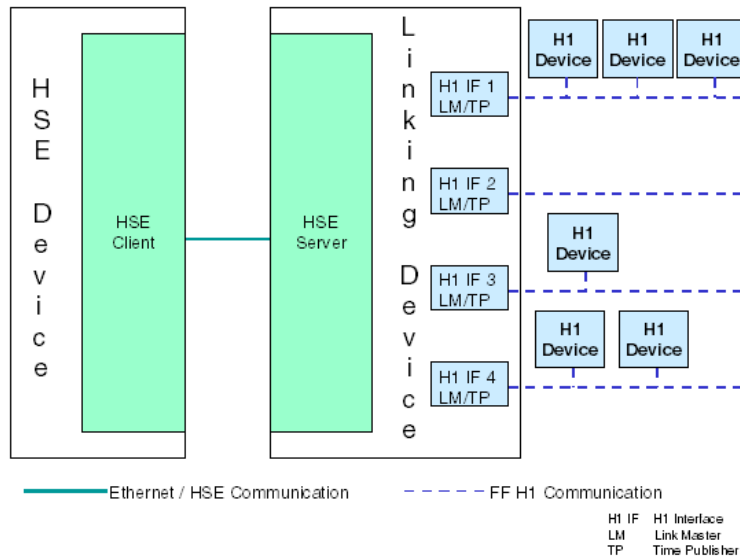 HSE Device
HSE
Client
HSE
Server
Linking Device
H1 IF 1
LM/TP
H1 IF 2
LM/TP
H1 IF 3
LM/TP
H1 IF 4
LM/TP
H1
Device
H1
Device
H1
Device
H1
Device
H1
Device
H1
Device
Ethernet / HSE Communication
FF H1 Communication
H1 IF H1 Interface
LM Link Master
TP Time Publisher